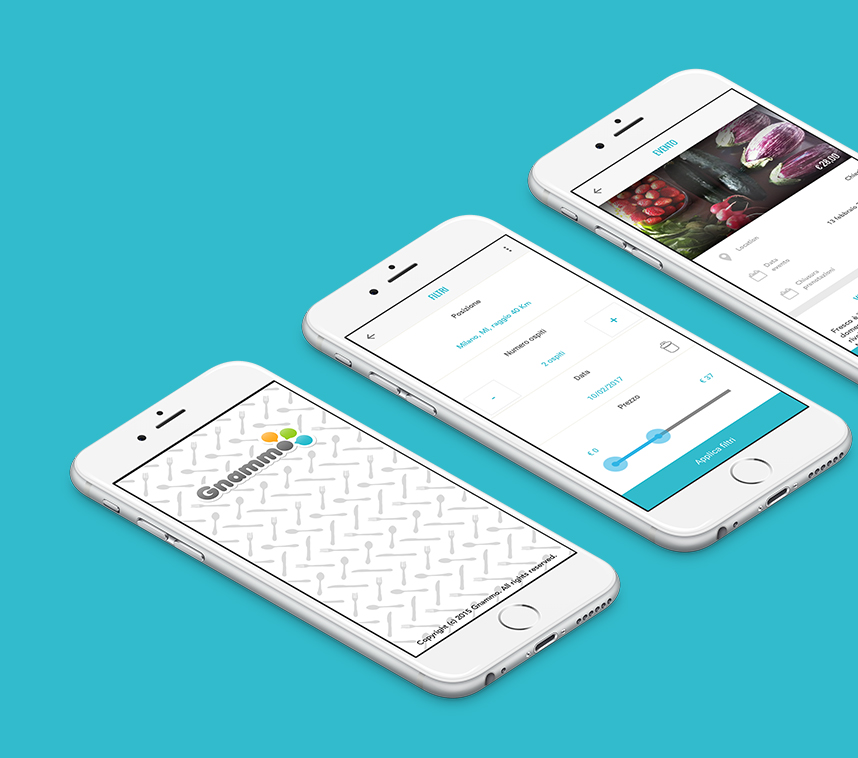 Gnammo
Copyright (c) 2015 Gnammo. All rights reserved.
FILTRI
Posizione
Milano, MI, raggio 40 Km
Numero ospiti
-
2 ospiti
+
Data
10/02/2017
Prezzo
€ 0
€ 37
Applica filtri
EVENTO
€ 28,00
Location
13 febbraio
Data
evento
Chiusura
prenotazioni
Fresco è